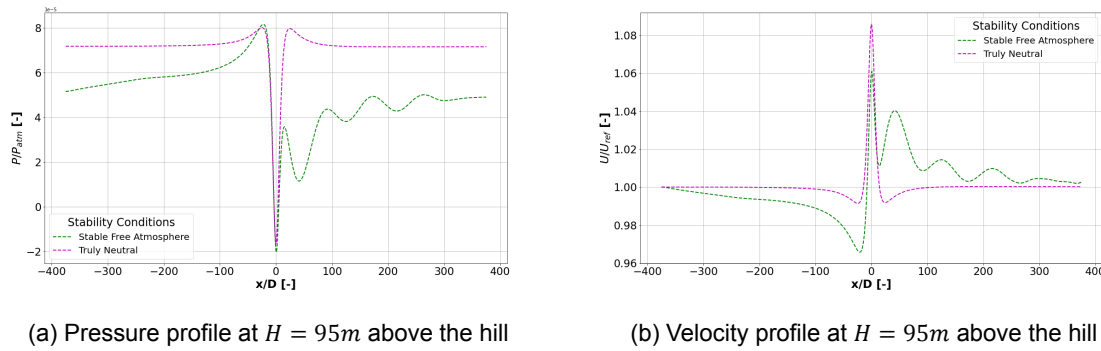 1e−5
8
6
4
2
0
−2
P/P_atm [-]
Stability Conditions
Stable Free Atmosphere
Truly Neutral
−400 −300 −200 −100 0 100 200 300 400
x/D [-]
1.08
1.06
1.04
1.02
1.00
0.98
0.96
U/U_ref [-]
Stability Conditions
Stable Free Atmosphere
Truly Neutral
−400 −300 −200 −100 0 100 200 300 400
x/D [-]
(a) Pressure profile at H = 95m above the hill
(b) Velocity profile at H = 95m above the hill